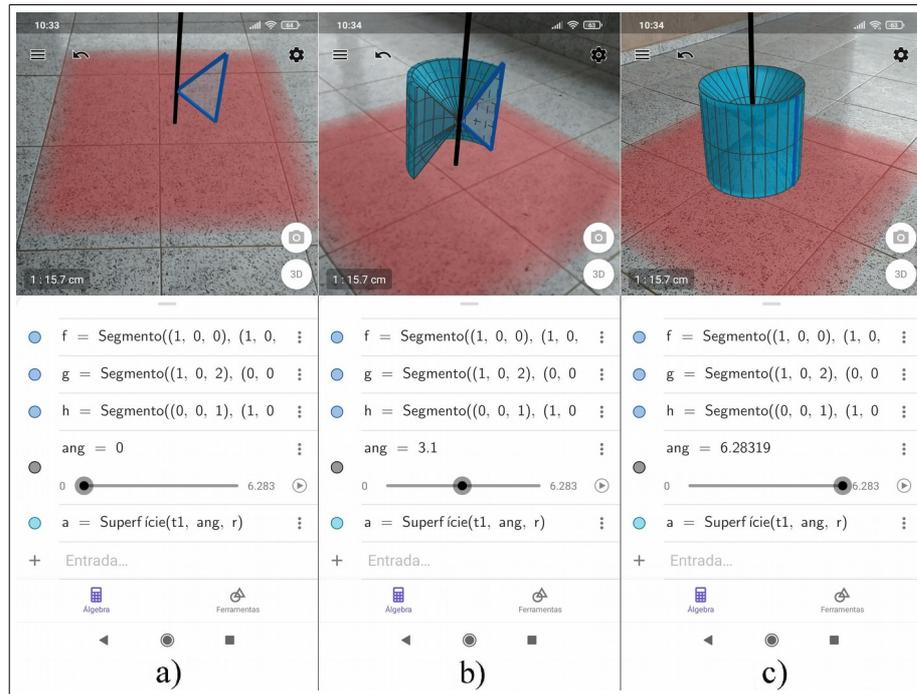 10:33
64
3D
1 : 15.7 cm
f = Segmento((1, 0, 0), (1, 0,
g = Segmento((1, 0, 2), (0, 0
h = Segmento((0, 0, 1), (1, 0
ang = 0
0
6.283
a = Superfície(t1, ang, r)
+ Entrada...
Álgebra
Ferramentas
a)
10:34
63
3D
1 : 15.7 cm
f = Segmento((1, 0, 0), (1, 0,
g = Segmento((1, 0, 2), (0, 0
h = Segmento((0, 0, 1), (1, 0
ang = 3.1
0
6.283
a = Superfície(t1, ang, r)
+ Entrada...
Álgebra
Ferramentas
b)
10:34
63
3D
1 : 15.7 cm
f = Segmento((1, 0, 0), (1, 0,
g = Segmento((1, 0, 2), (0, 0
h = Segmento((0, 0, 1), (1, 0
ang = 6.28319
0
6.283
a = Superfície(t1, ang, r)
+ Entrada...
Álgebra
Ferramentas
c)